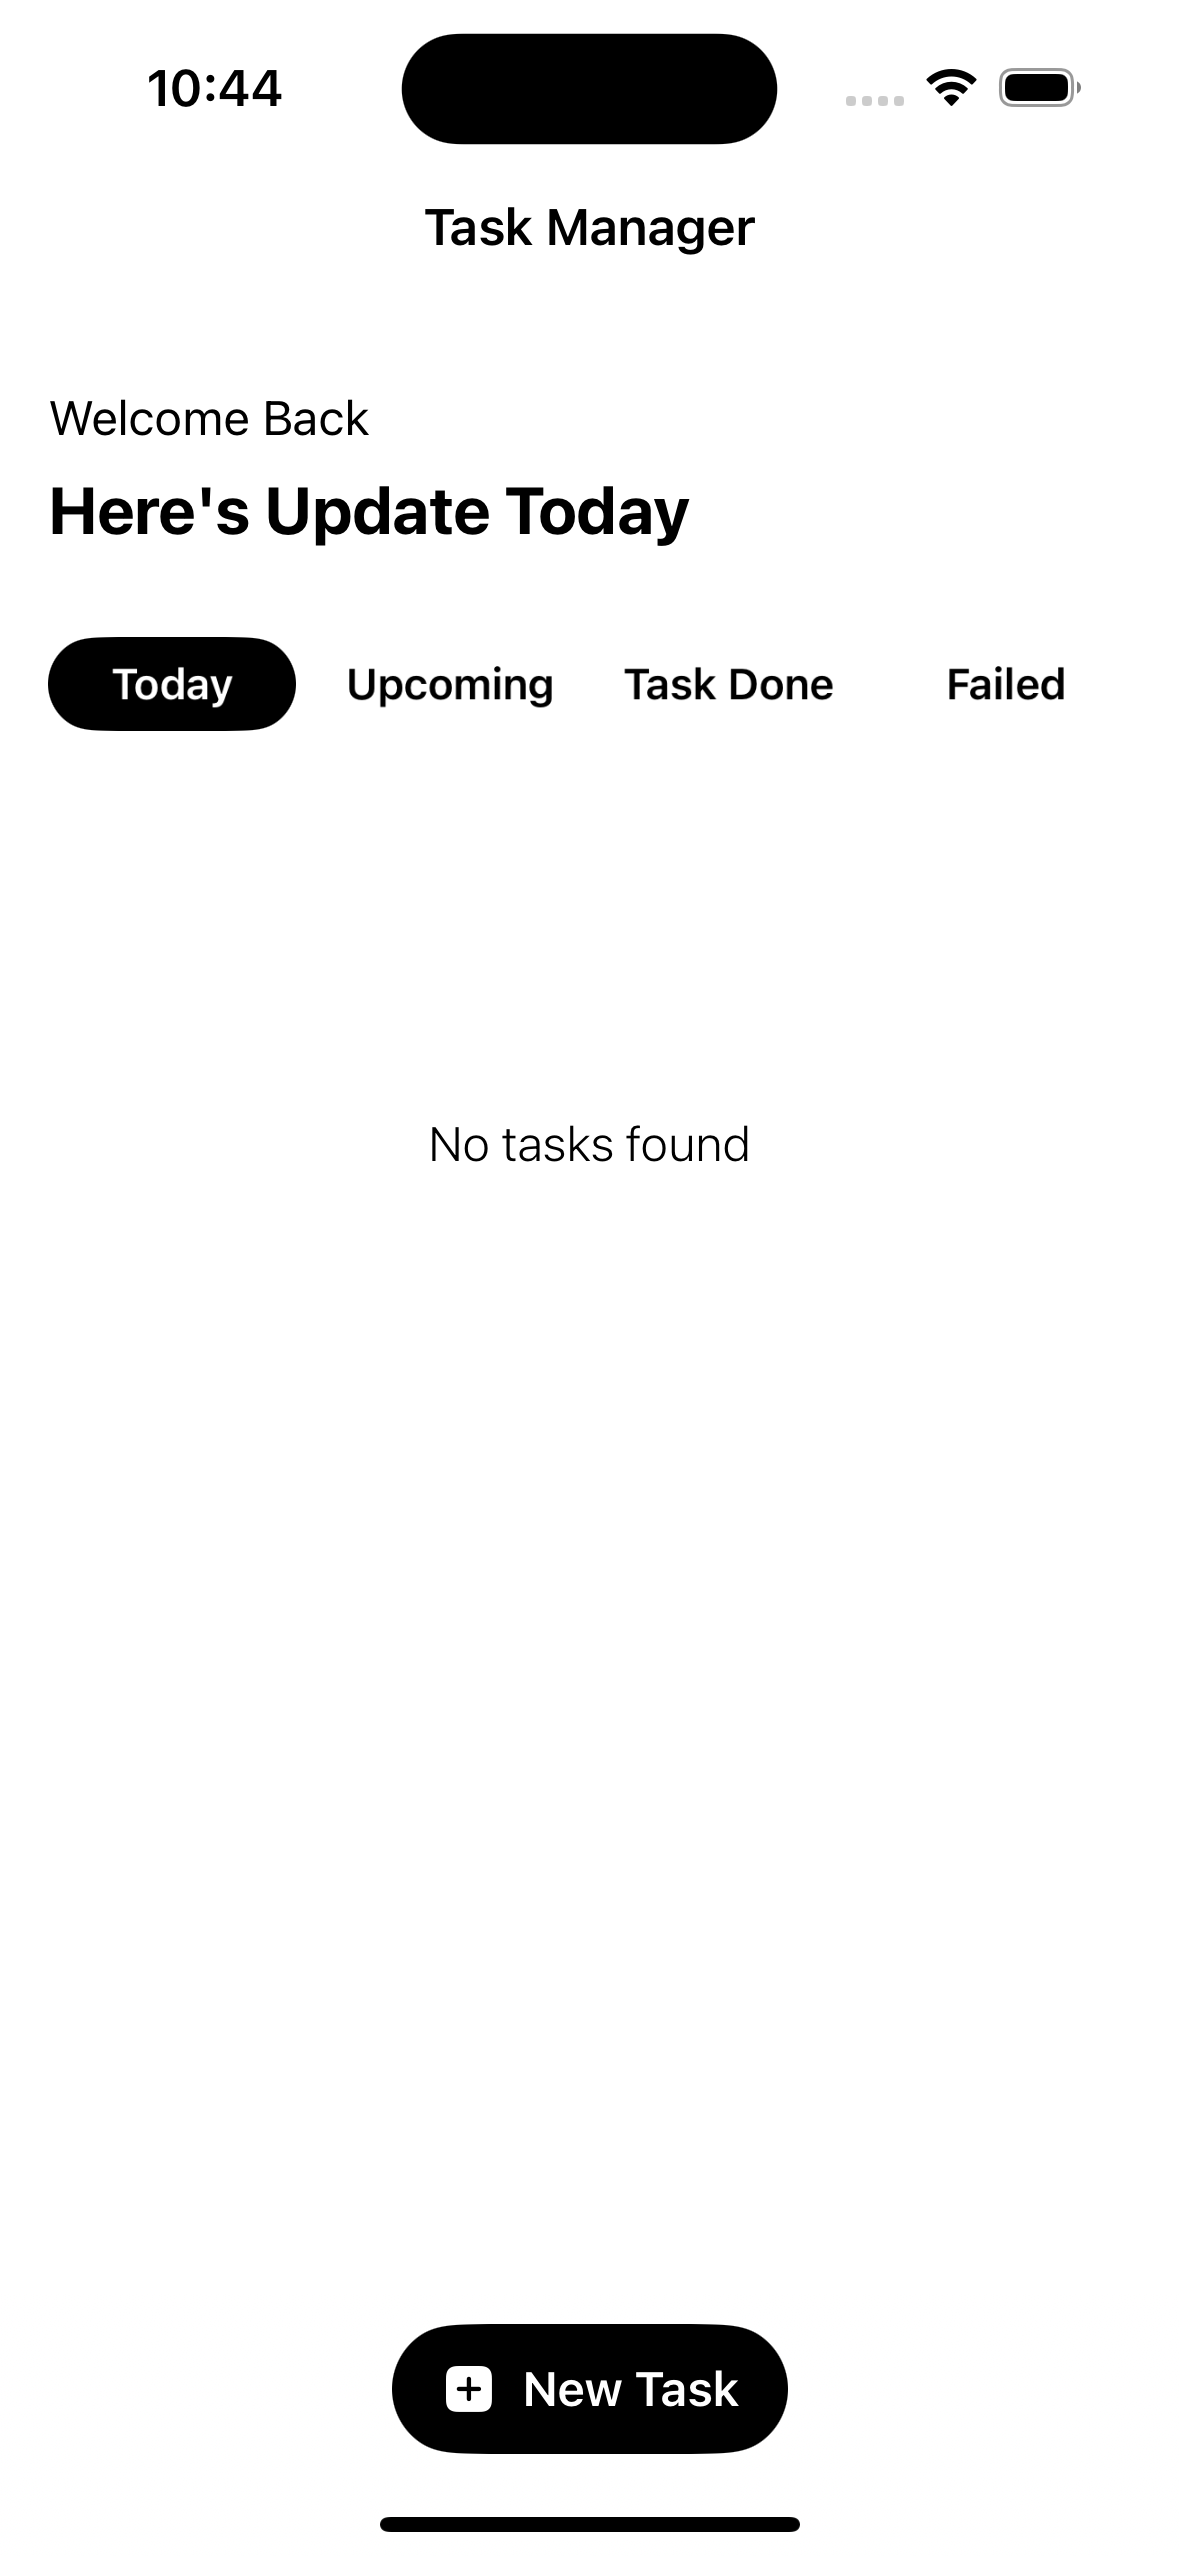 10:44
Task Manager
Welcome Back
Here's Update Today
Today Upcoming Task Done Failed
No tasks found
New Task